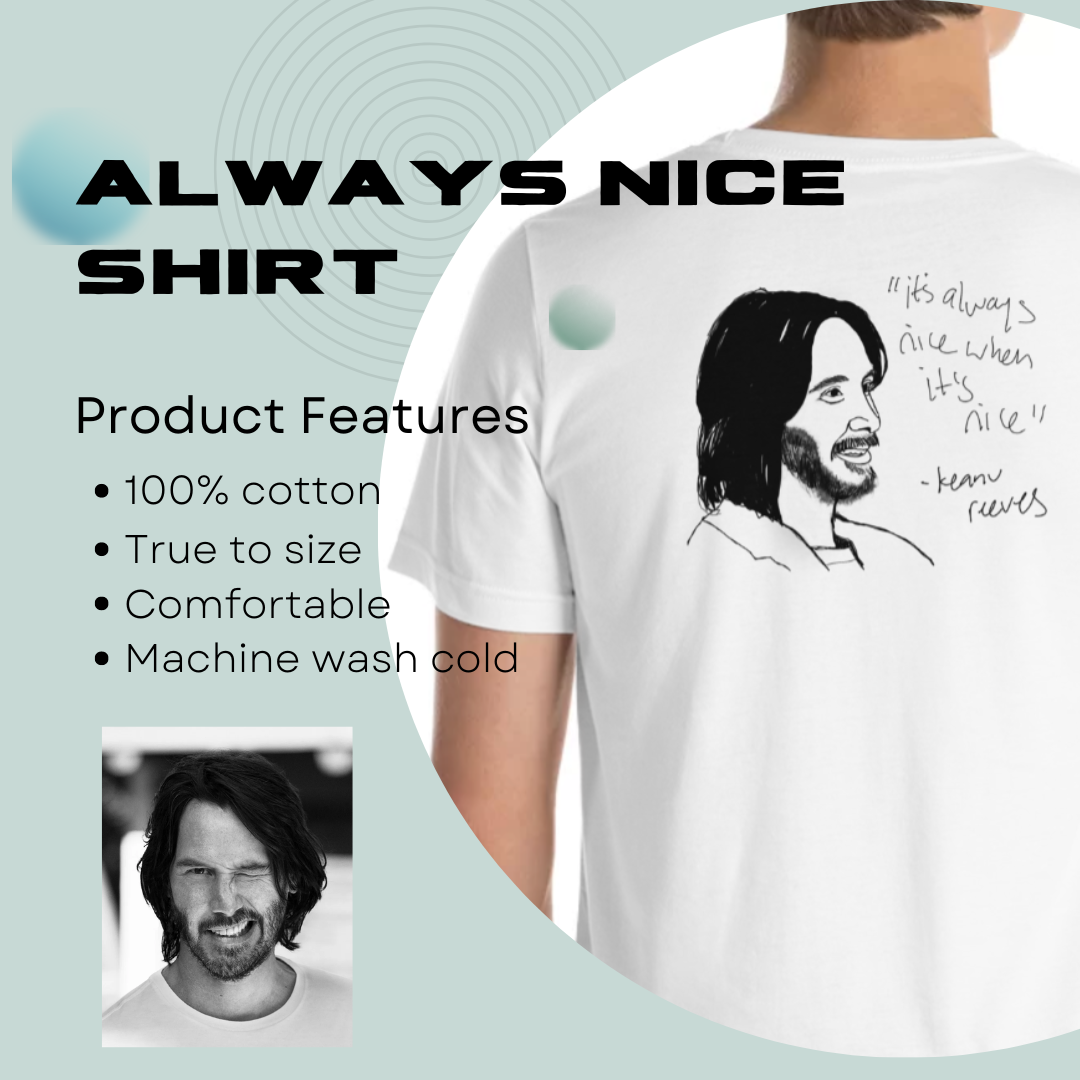 ALWAYS NICE
SHIRT
Product Features
• 100% cotton
• True to size
• Comfortable
• Machine wash cold
"it's always
nice when
it's
nice"
-keanu
reeves